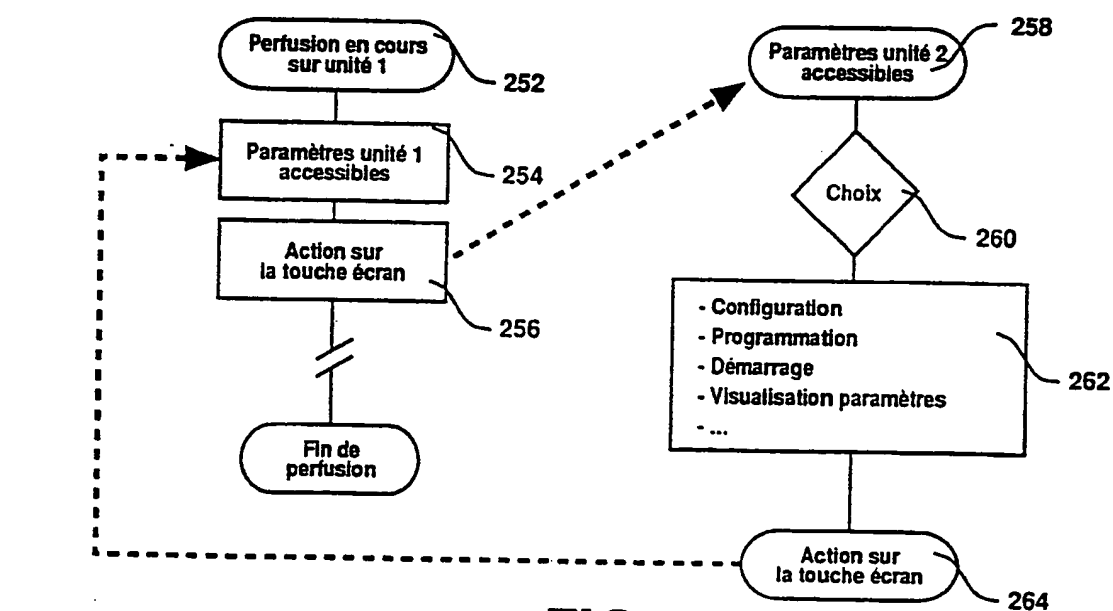 Perfusion en cours
sur unité 1
252
Paramètres unité 1
accessibles
254
Action sur
la touche écran
256
Fin de
perfusion
Paramètres unité 2
accessibles
258
Choix
260
- Configuration
- Programmation
- Démarrage
- Visualisation paramètres
- ...
262
Action sur
la touche écran
264